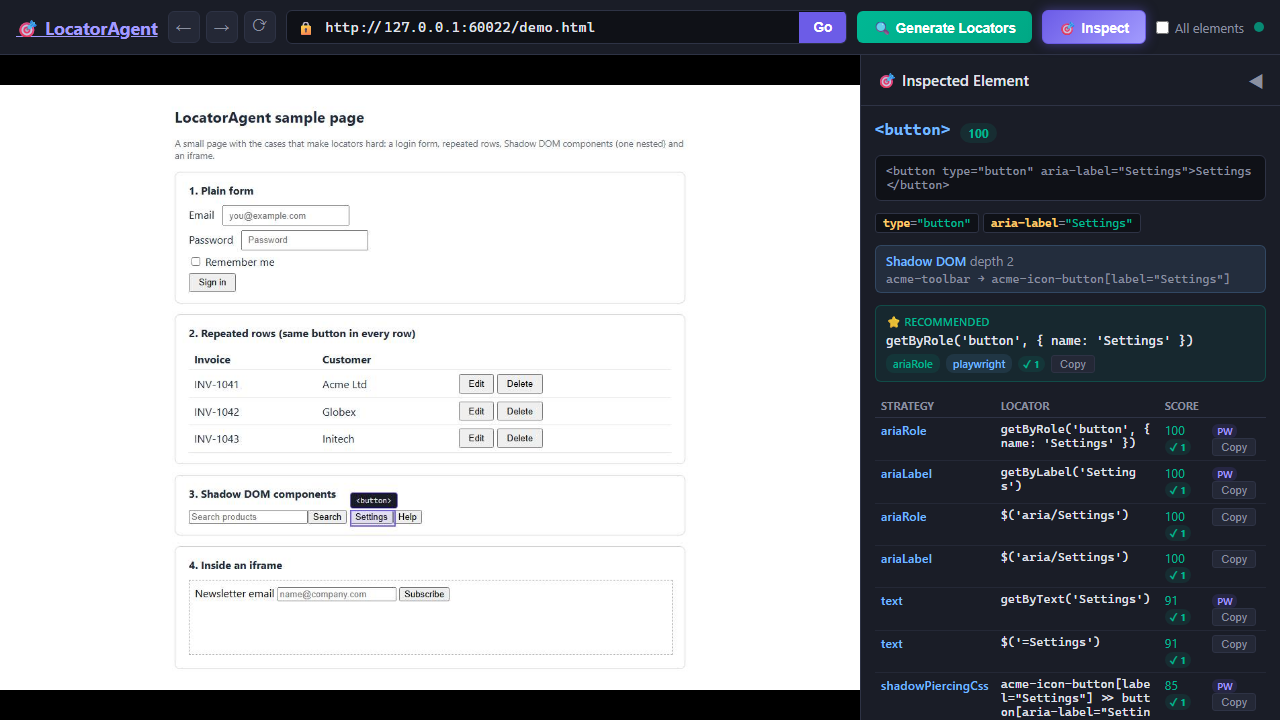 🎯 LocatorAgent ← → ⟳ 🔒 http://127.0.0.1:60022/demo.html Go 🔍 Generate Locators 🎯 Inspect All elements
LocatorAgent sample page
A small page with the cases that make locators hard: a login form, repeated rows, Shadow DOM components (one nested) and
an iframe.
1. Plain form
Email you@example.com
Password Password
Remember me
Sign in
2. Repeated rows (same button in every row)
Invoice Customer
INV-1041 Acme Ltd Edit Delete
INV-1042 Globex Edit Delete
INV-1043 Initech Edit Delete
3. Shadow DOM components
<button>
Search products Search Settings Help
4. Inside an iframe
Newsletter email name@company.com Subscribe
🎯 Inspected Element ◀
<button> 100
<button type="button" aria-label="Settings">Settings
</button>
type="button" aria-label="Settings"
Shadow DOM depth 2
acme-toolbar → acme-icon-button[label="Settings"]
⭐ RECOMMENDED
getByRole('button', { name: 'Settings' })
ariaRole playwright ✓ 1 Copy
STRATEGY LOCATOR SCORE
ariaRole getByRole('button', { 100 PW
name: 'Settings' }) ✓ 1 Copy
ariaLabel getByLabel('Setting 100 PW
s') ✓ 1 Copy
ariaRole $('aria/Settings') 100 Copy
✓ 1
ariaLabel $('aria/Settings') 100 Copy
✓ 1
text getByText('Settings') 91 PW
✓ 1 Copy
text $('=Settings') 91 Copy
✓ 1
shadowPiercingCss acme-icon-button[labe 85 PW
l="Settings"] >> butt ✓ 1 Copy
on[aria-label="Settin